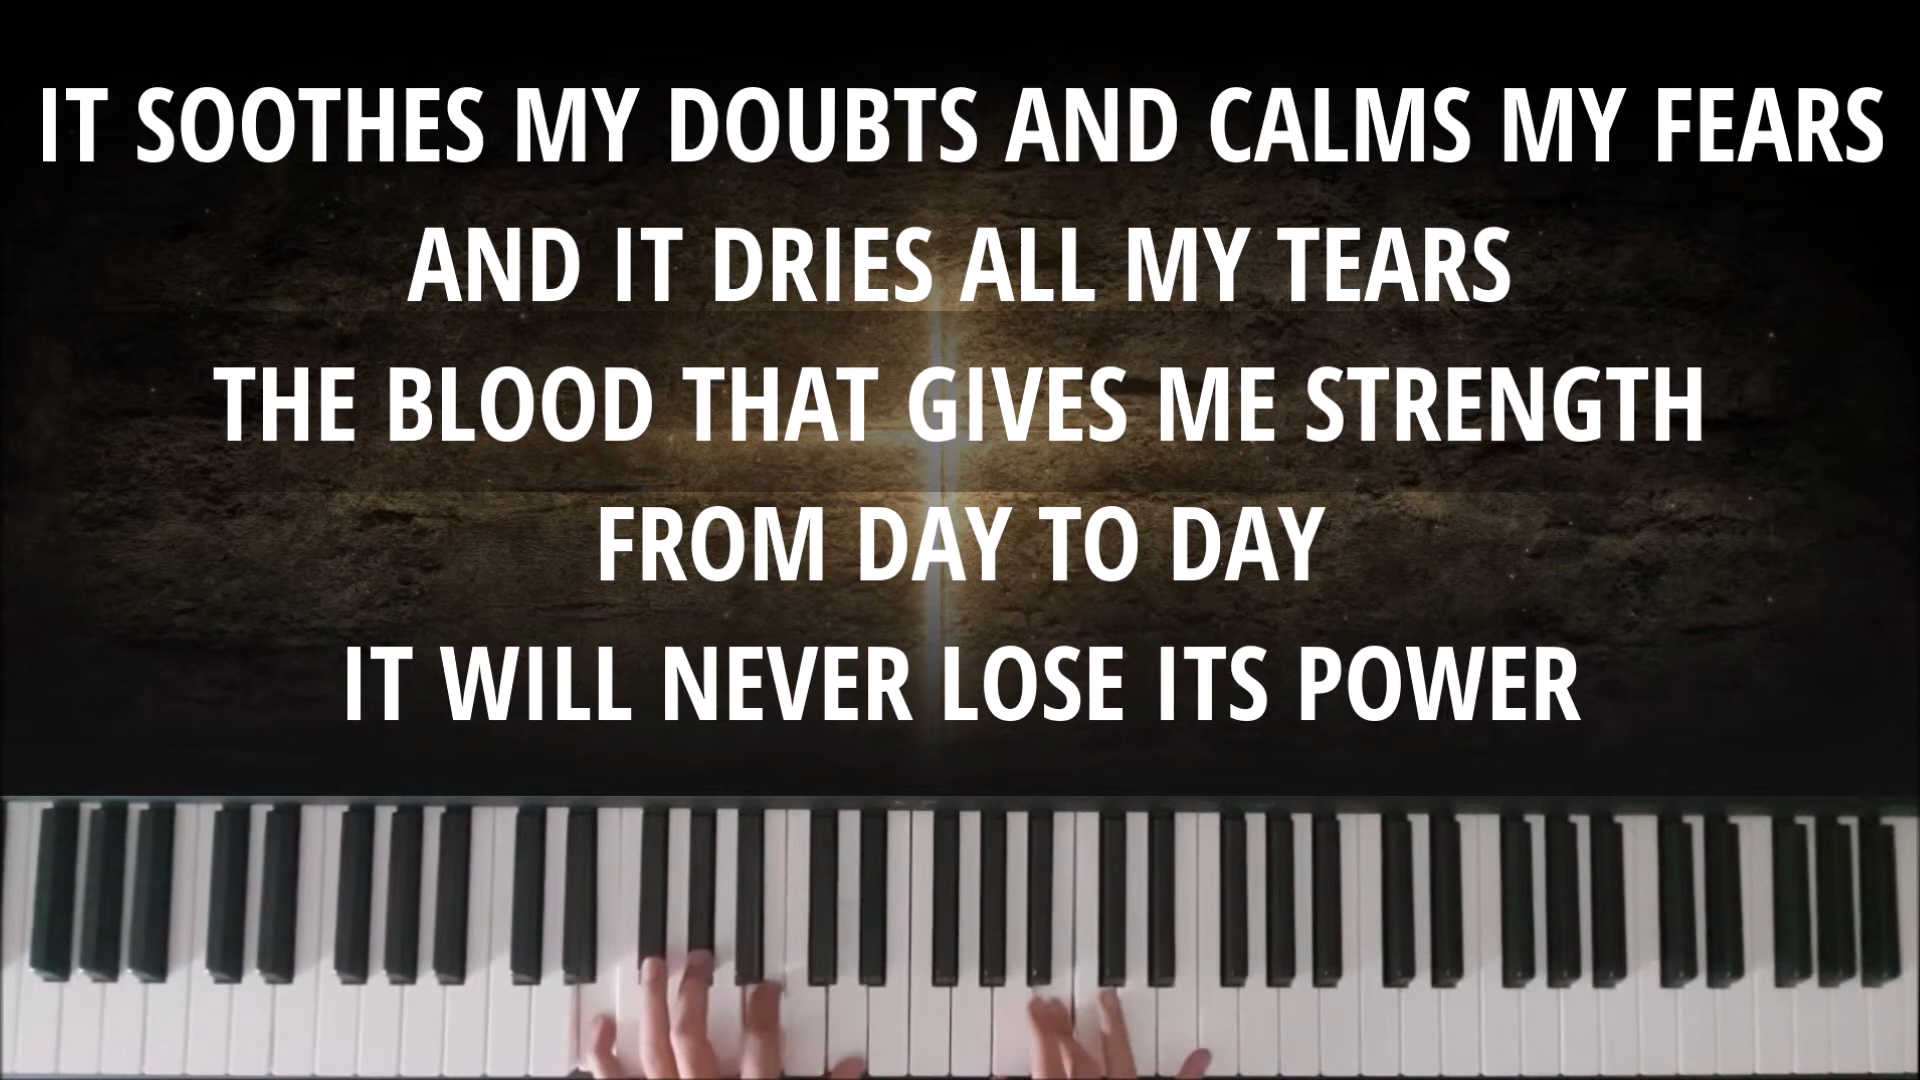 IT SOOTHES MY DOUBTS AND CALMS MY FEARS
AND IT DRIES ALL MY TEARS
THE BLOOD THAT GIVES ME STRENGTH
FROM DAY TO DAY
IT WILL NEVER LOSE ITS POWER